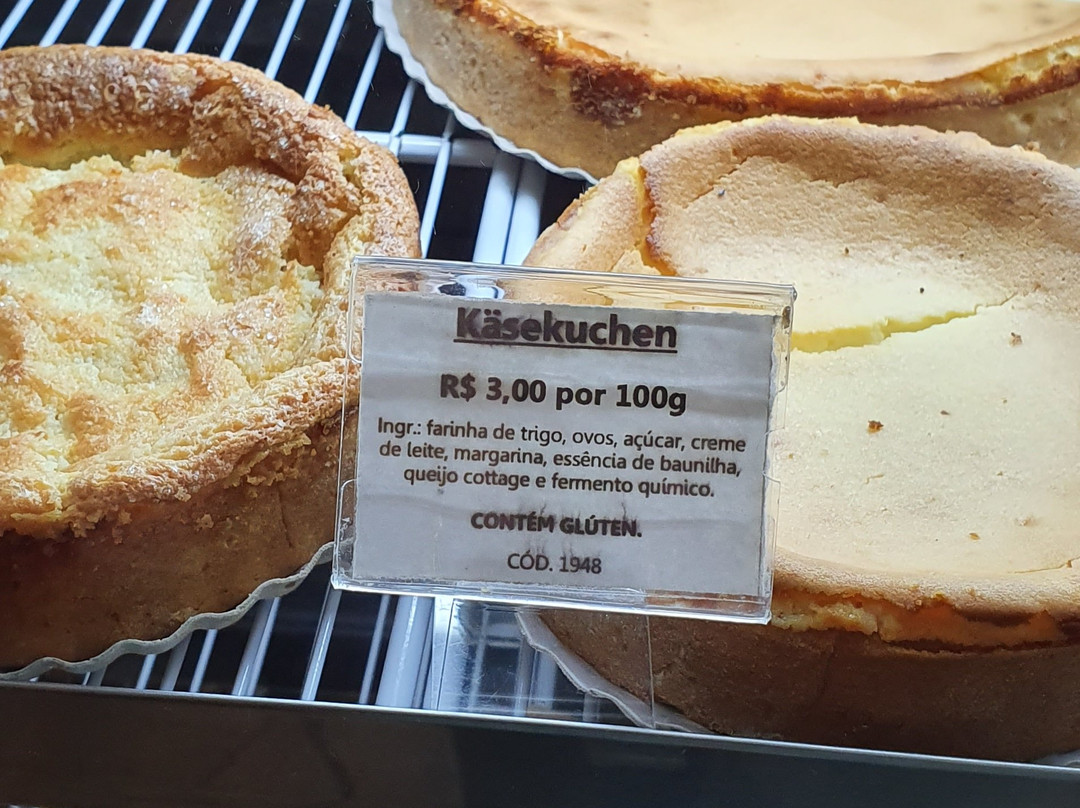 Käsekuchen
R$ 3,00 por 100g
Ingr.: farinha de trigo, ovos, açúcar, creme
de leite, margarina, essência de baunilha,
queijo cottage e fermento químico.
CONTÉM GLÚTEN.
CÓD. 1948